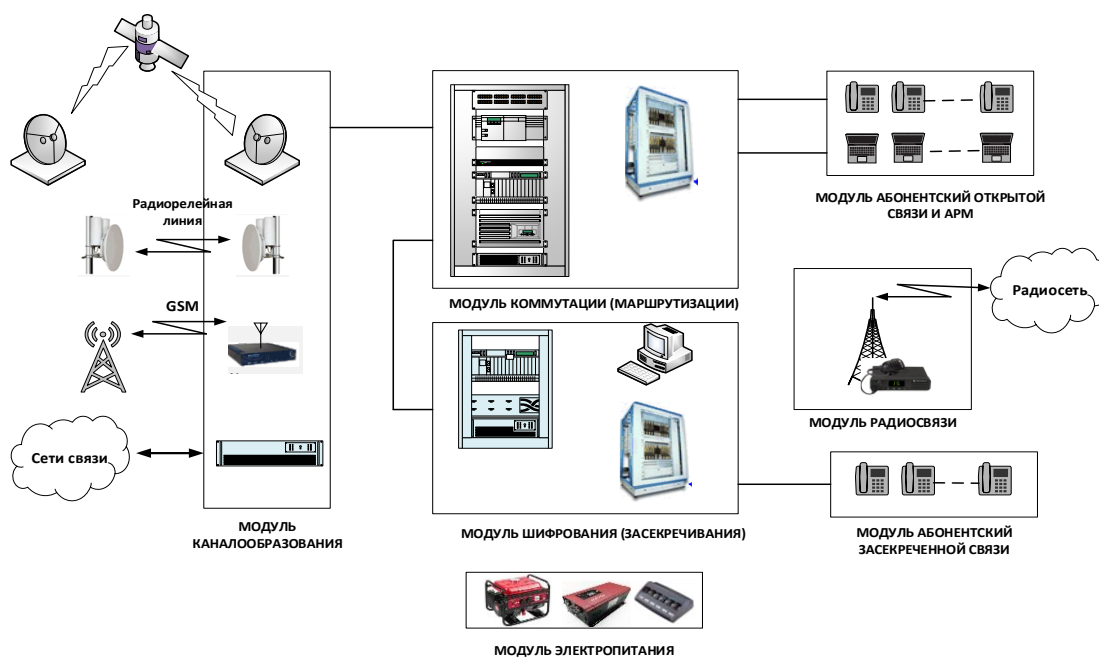 Радиорелейная
линия
GSM
Сети связи
МОДУЛЬ
КАНАЛООБРАЗОВАНИЯ
МОДУЛЬ КОММУТАЦИИ (МАРШРУТИЗАЦИИ)
МОДУЛЬ ШИФРОВАНИЯ (ЗАСЕКРЕЧИВАНИЯ)
МОДУЛЬ ЭЛЕКТРОПИТАНИЯ
МОДУЛЬ АБОНЕНТСКИЙ ОТКРЫТОЙ
СВЯЗИ И АРМ
Радиосеть
МОДУЛЬ РАДИОСВЯЗИ
МОДУЛЬ АБОНЕНТСКИЙ
ЗАСЕКРЕЧЕННОЙ СВЯЗИ